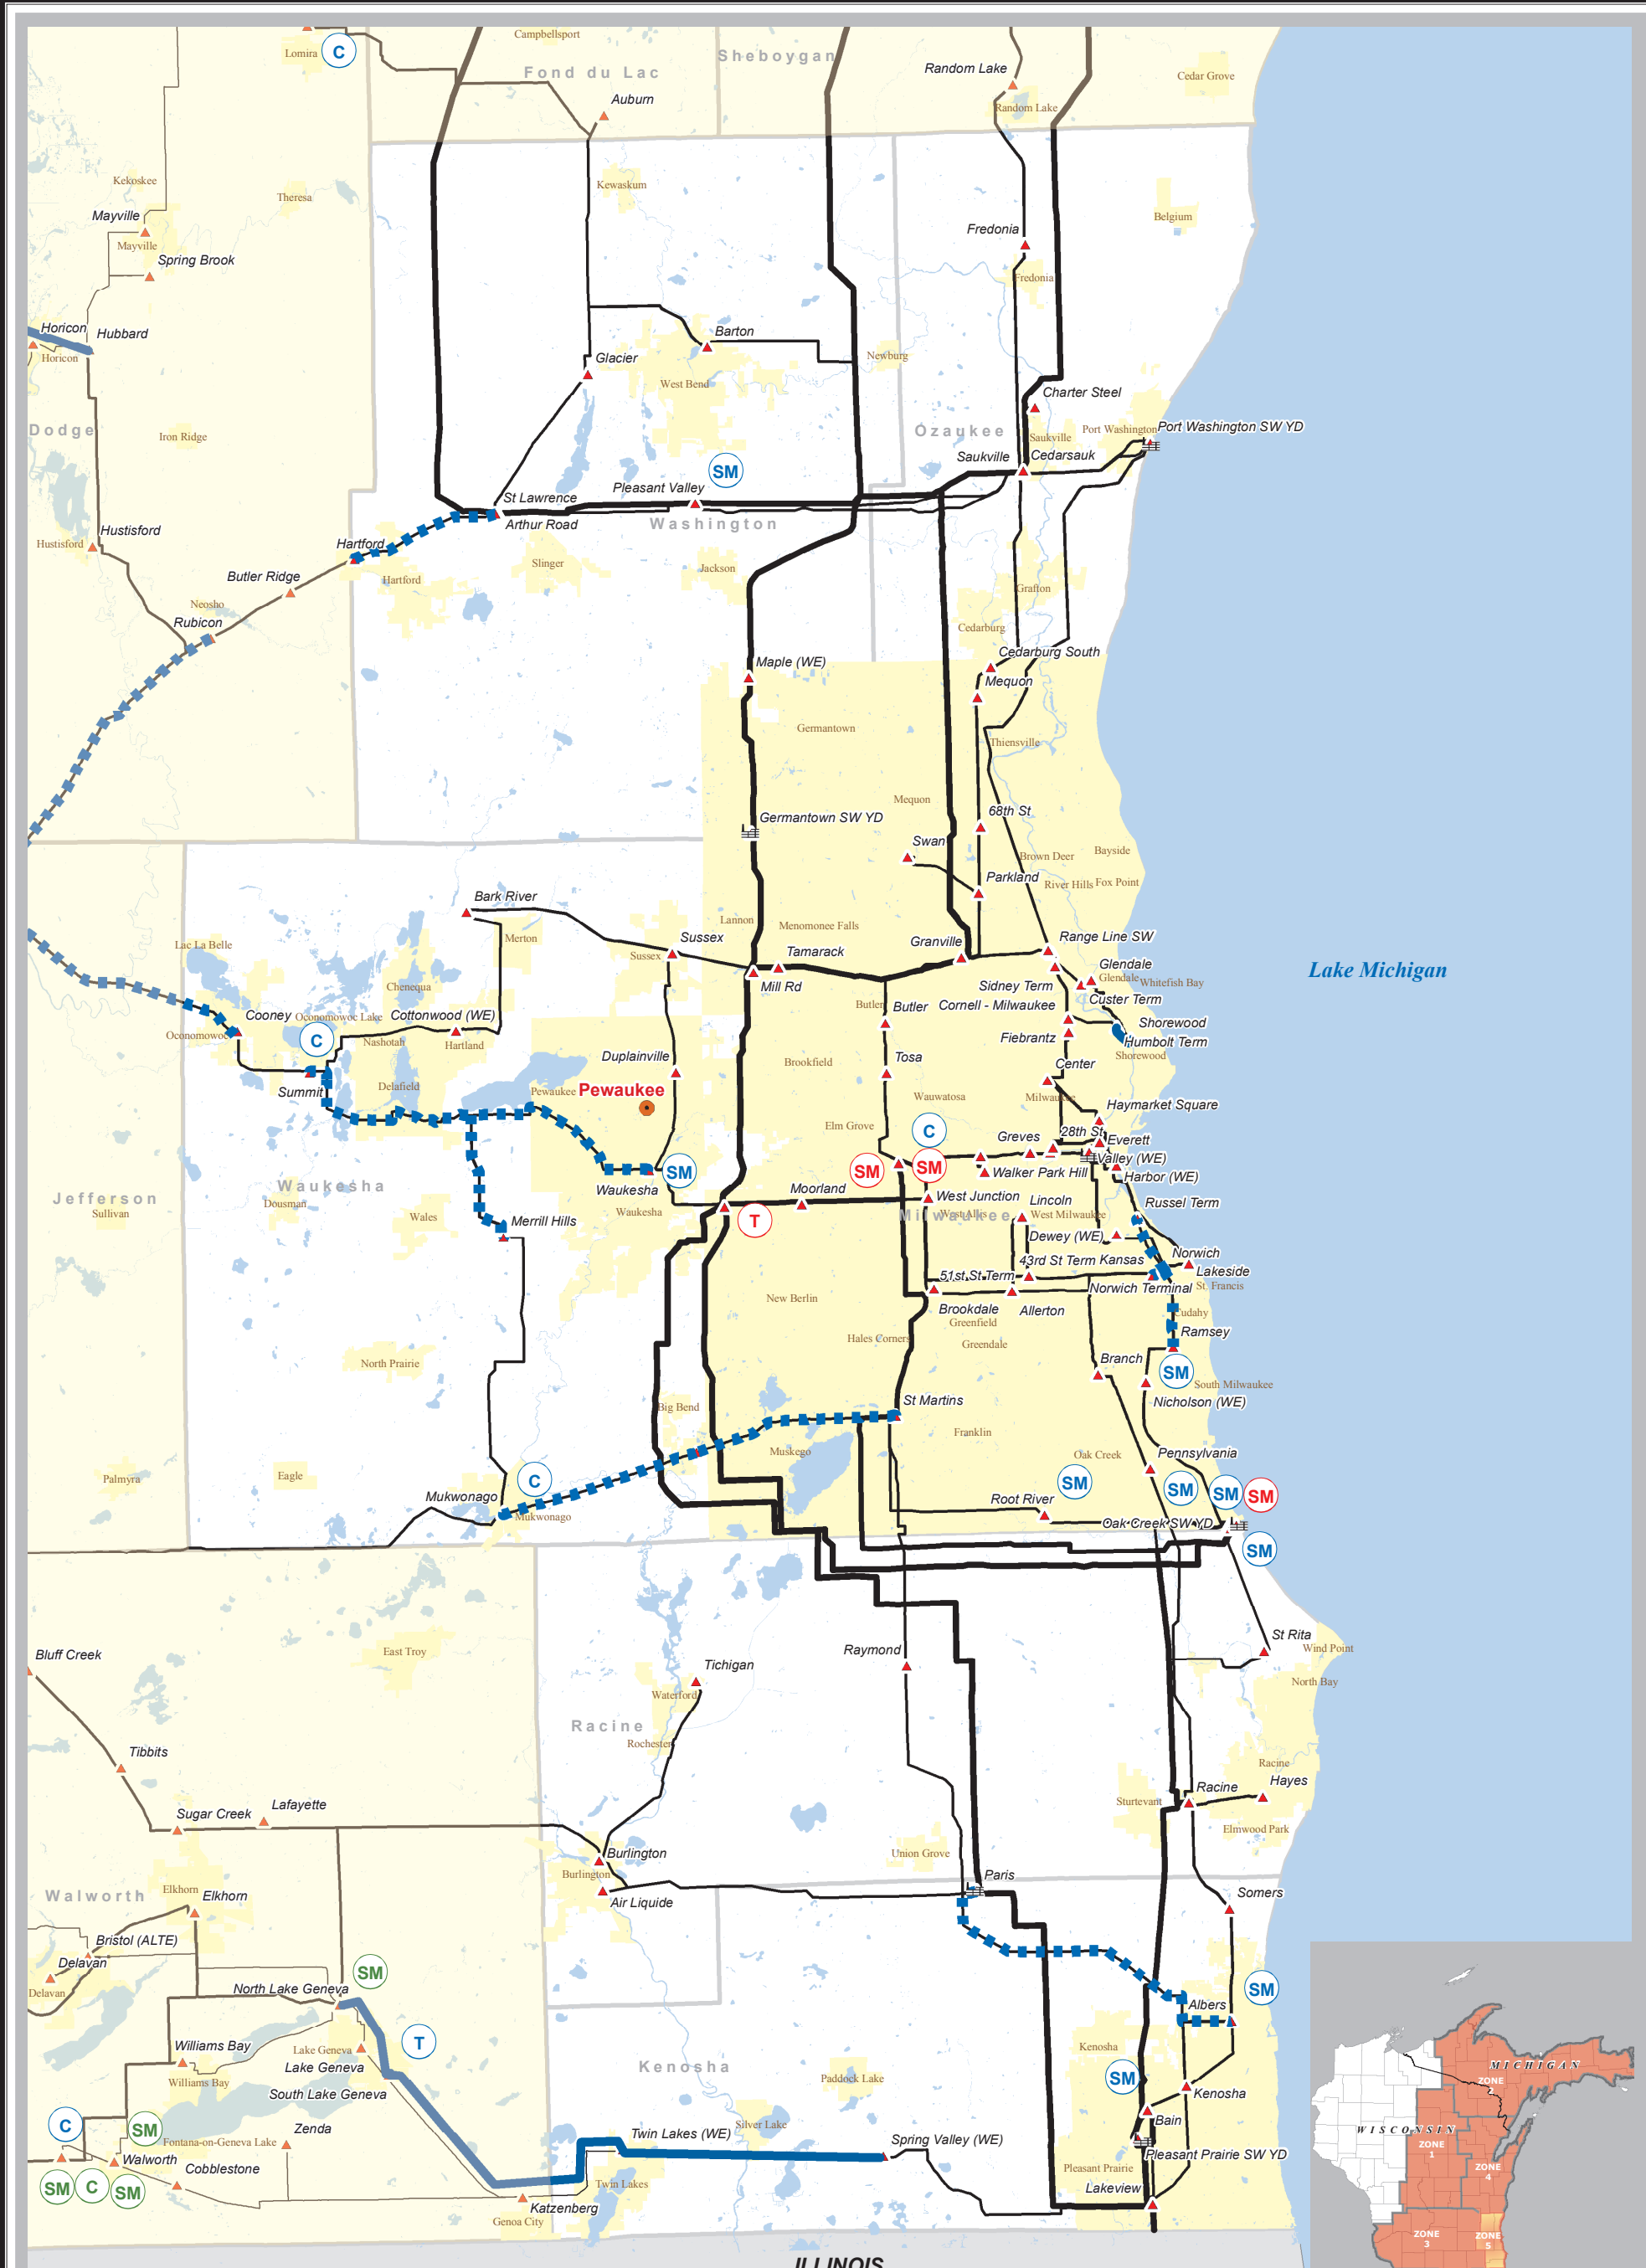 Campbellsport
Sheboygan
Lomira
C
Fond du Lac
Random Lake
Cedar Grove
Auburn
Random Lake
Kekoskee
Theresa
Kewaskum
Mayville
Belgium
Mayville
Fredonia
Spring Brook
Fredonia
Horicon
Hubbard
Barton
Horicon
Glacier
Newburg
West Bend
Charter Steel
Dodge
Iron Ridge
Ozaukee
Saukville
Port Washington
Port Washington SW YD
Saukville
Cedarsauk
SM
Pleasant Valley
St Lawrence
Arthur Road
Washington
Hustisford
Hustisford
Hartford
Slinger
Jackson
Butler Ridge
Hartford
Grafton
Neosho
Rubicon
Cedarburg
Cedarburg South
Maple (WE)
Mequon
Germantown
Thiensville
Mequon
Germantown SW YD
68th St
Swan
Brown Deer
Bayside
Parkland
River Hills
Fox Point
Bark River
Lannon
Menomonee Falls
Merton
Sussex
Granville
Range Line SW
Lac La Belle
Sussex
Tamarack
Glendale
Lake Michigan
Chenequa
Mill Rd
Sidney Term
Glendale
Whitefish Bay
Custer Term
Cooney
Oconomowoc Lake
Cottonwood (WE)
Butler
Butler
Cornell - Milwaukee
Shorewood
Oconomowoc
C
Nashotah
Hartland
Fiebrantz
Humbolt Term
Duplainville
Brookfield
Tosa
Shorewood
Center
Summit
Delafield
Pewaukee
Pewaukee
Wauwatosa
Milwaukee
Haymarket Square
Elm Grove
C
Greves
28th St
Everett
SM
SM
SM
Valley (WE)
Walker Park Hill
Harbor (WE)
Waukesha
Waukesha
Moorland
West Junction
Lincoln
Russel Term
Jefferson
Sullivan
Dousman
Wales
Merrill Hills
Waukesha
T
Milwaukee
West Allis
West Milwaukee
Dewey (WE)
Norwich
43rd St Term
Kansas
Lakeside
51st St Term
Norwich Terminal
St. Francis
New Berlin
Brookdale
Allerton
Cudahy
Greenfield
Hales Corners
Greendale
Ramsey
North Prairie
Branch
SM
South Milwaukee
St Martins
Nicholson (WE)
Big Bend
Muskego
Franklin
Oak Creek
Pennsylvania
Palmyra
Eagle
C
SM
SM
SM
SM
Mukwonago
Root River
Mukwonago
Oak Creek SW YD
SM
Bluff Creek
East Troy
Raymond
St Rita
Wind Point
Tichigan
North Bay
Waterford
Racine
Rochester
Tibbits
Racine
Hayes
Racine
Sturtevant
Sugar Creek
Lafayette
Elmwood Park
Burlington
Union Grove
Burlington
Paris
Walworth
Elkhorn
Elkhorn
Air Liquide
Somers
Bristol (ALTE)
Delavan
SM
Delavan
North Lake Geneva
SM
Albers
T
Williams Bay
Lake Geneva
Kenosha
Lake Geneva
Kenosha
Williams Bay
South Lake Geneva
Paddock Lake
SM
Kenosha
C
SM
Zenda
Silver Lake
Bain
Fontana-on-Geneva Lake
Twin Lakes (WE)
Spring Valley (WE)
Pleasant Prairie SW YD
Walworth
Cobblestone
Pleasant Prairie
SM
C
SM
Twin Lakes
Lakeview
Katzenberg
Genoa City
ILLINOIS
MICHIGAN
ZONE
2
WISCONSIN
ZONE
1
ZONE
4
ZONE
3
ZONE
5